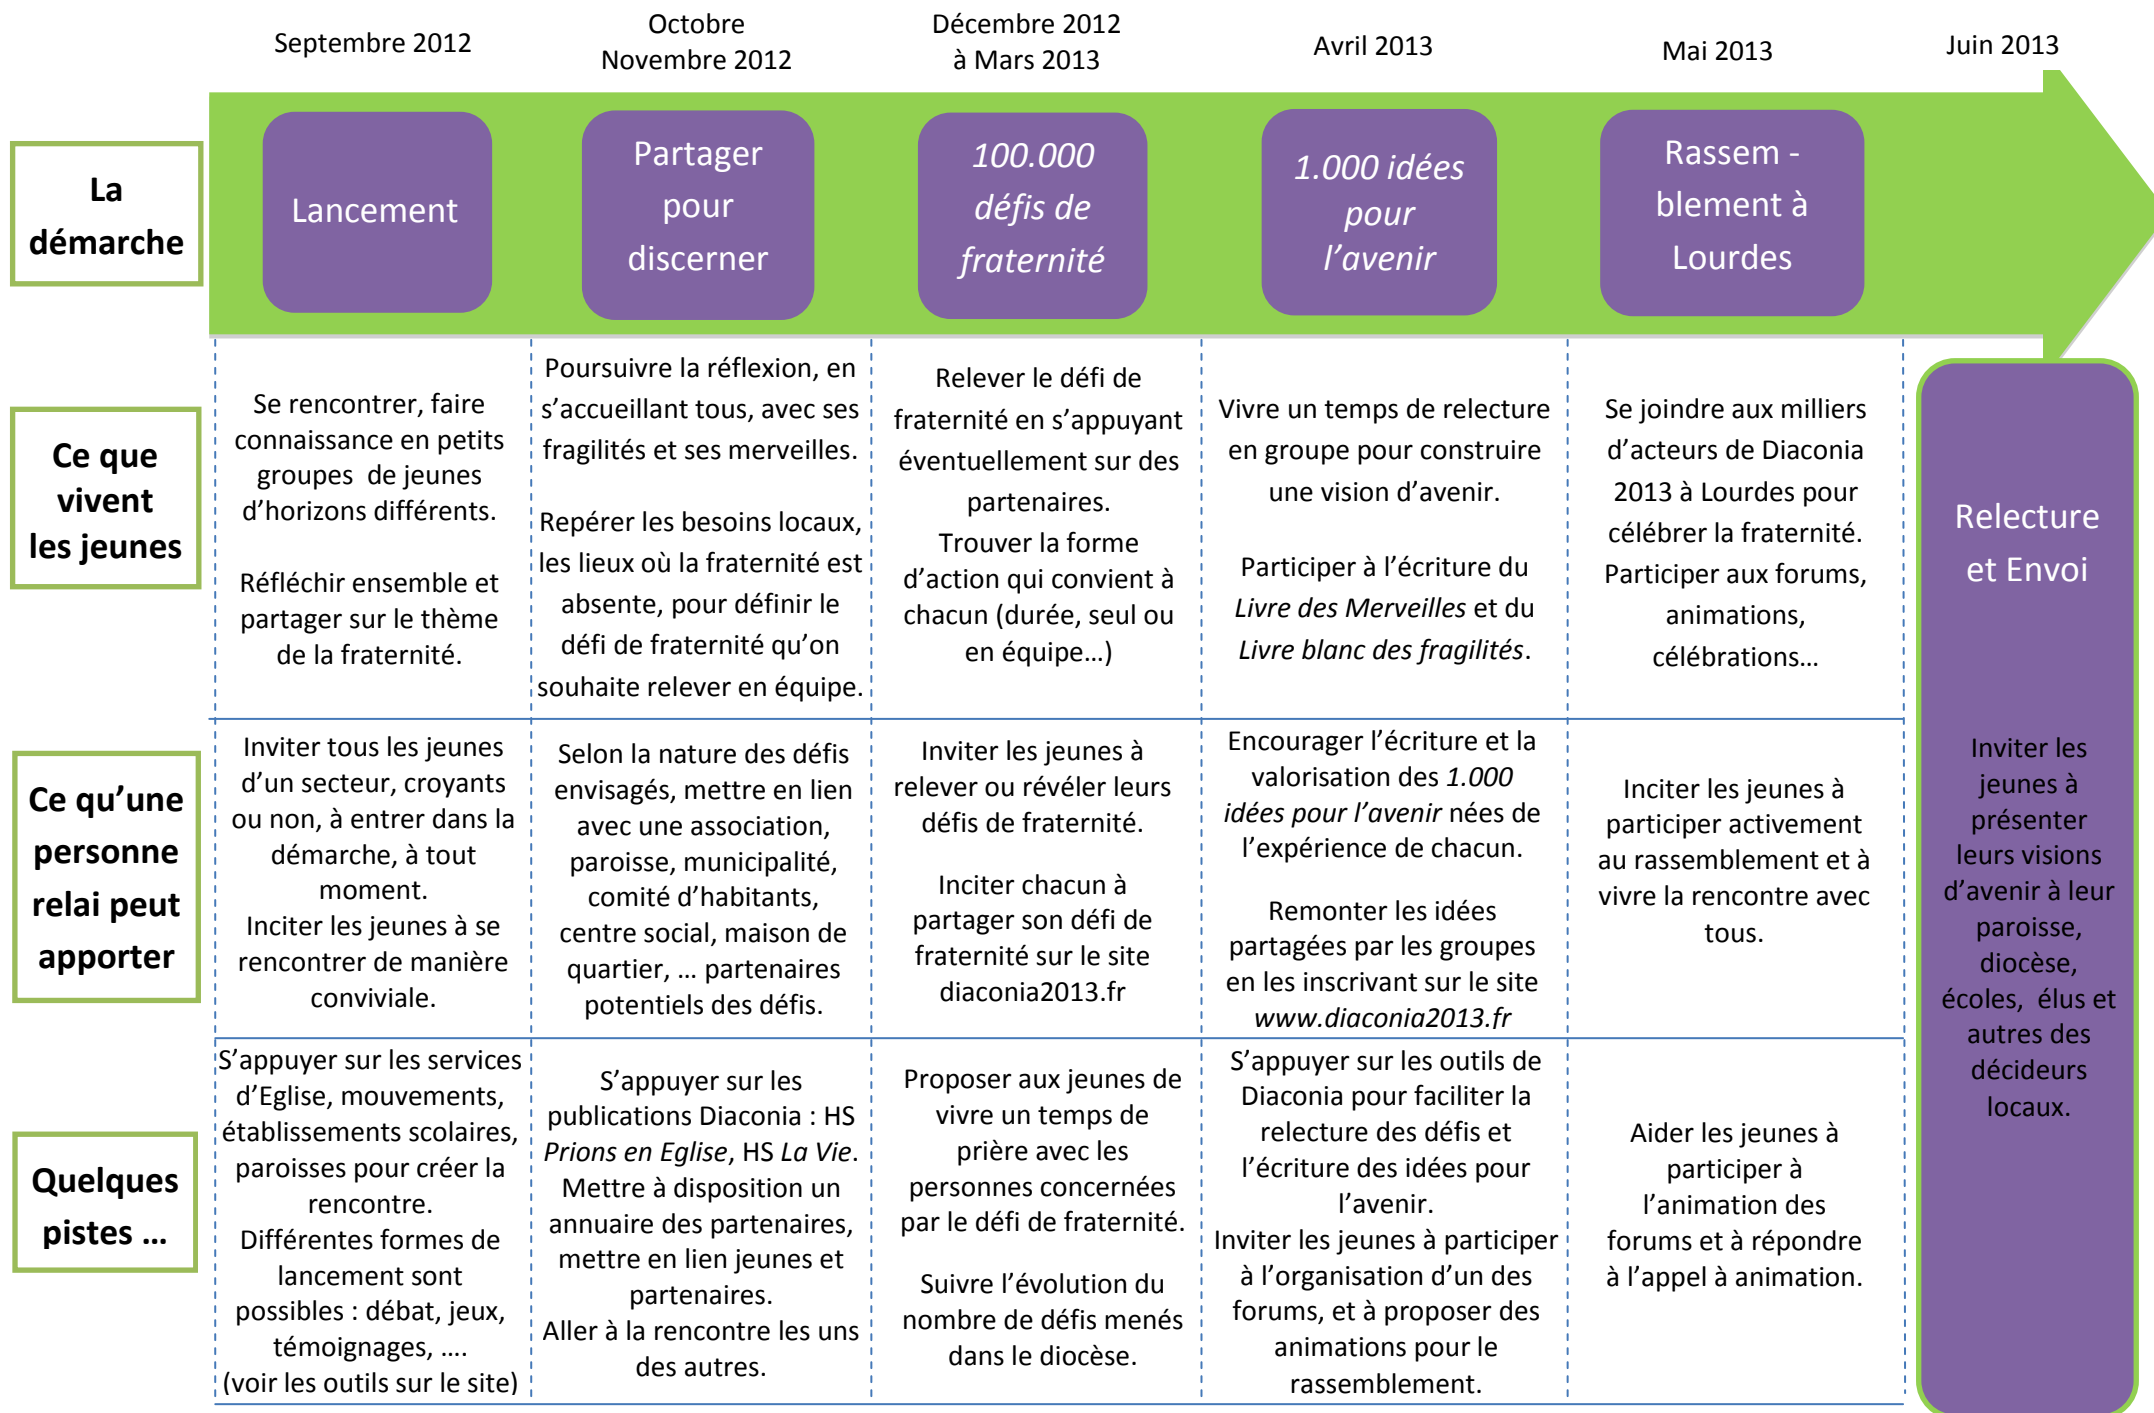 Septembre 2012
Octobre
Novembre 2012
Décembre 2012
à Mars 2013
Avril 2013
Mai 2013
Juin 2013
La
démarche
Lancement
Partager
pour
discerner
100.000
défis de
fraternité
1.000 idées
pour
l’avenir
Rassem -
blement à
Lourdes
Ce que
vivent
les jeunes
Se rencontrer, faire
connaissance en petits
groupes de jeunes
d’horizons différents.
Réfléchir ensemble et
partager sur le thème
de la fraternité.
Poursuivre la réflexion, en
s’accueillant tous, avec ses
fragilités et ses merveilles.
Repérer les besoins locaux,
les lieux où la fraternité est
absente, pour définir le
défi de fraternité qu’on
souhaite relever en équipe.
Relever le défi de
fraternité en s’appuyant
éventuellement sur des
partenaires.
Trouver la forme
d’action qui convient à
chacun (durée, seul ou
en équipe…)
Vivre un temps de relecture
en groupe pour construire
une vision d’avenir.
Participer à l’écriture du
Livre des Merveilles et du
Livre blanc des fragilités.
Se joindre aux milliers
d’acteurs de Diaconia
2013 à Lourdes pour
célébrer la fraternité.
Participer aux forums,
animations,
célébrations…
Relecture
et Envoi
Inviter les
jeunes à
présenter
leurs visions
d’avenir à leur
paroisse,
diocèse,
écoles, élus et
autres des
décideurs
locaux.
Ce qu’une
personne
relai peut
apporter
Inviter tous les jeunes
d’un secteur, croyants
ou non, à entrer dans la
démarche, à tout
moment.
Inciter les jeunes à se
rencontrer de manière
conviviale.
Selon la nature des défis
envisagés, mettre en lien
avec une association,
paroisse, municipalité,
comité d’habitants,
centre social, maison de
quartier, … partenaires
potentiels des défis.
Inviter les jeunes à
relever ou révéler leurs
défis de fraternité.
Inciter chacun à
partager son défi de
fraternité sur le site
diaconia2013.fr
Encourager l’écriture et la
valorisation des 1.000
idées pour l’avenir nées de
l’expérience de chacun.
Remonter les idées
partagées par les groupes
en les inscrivant sur le site
www.diaconia2013.fr
Inciter les jeunes à
participer activement
au rassemblement et à
vivre la rencontre avec
tous.
Quelques
pistes …
S’appuyer sur les services
d’Eglise, mouvements,
établissements scolaires,
paroisses pour créer la
rencontre.
Différentes formes de
lancement sont
possibles : débat, jeux,
témoignages, ….
(voir les outils sur le site)
S’appuyer sur les
publications Diaconia : HS
Prions en Eglise, HS La Vie.
Mettre à disposition un
annuaire des partenaires,
mettre en lien jeunes et
partenaires.
Aller à la rencontre les uns
des autres.
Proposer aux jeunes de
vivre un temps de
prière avec les
personnes concernées
par le défi de fraternité.
Suivre l’évolution du
nombre de défis menés
dans le diocèse.
S’appuyer sur les outils de
Diaconia pour faciliter la
relecture des défis et
l’écriture des idées pour
l’avenir.
Inviter les jeunes à participer
à l’organisation d’un des
forums, et à proposer des
animations pour le
rassemblement.
Aider les jeunes à
participer à
l’animation des
forums et à répondre
à l’appel à animation.